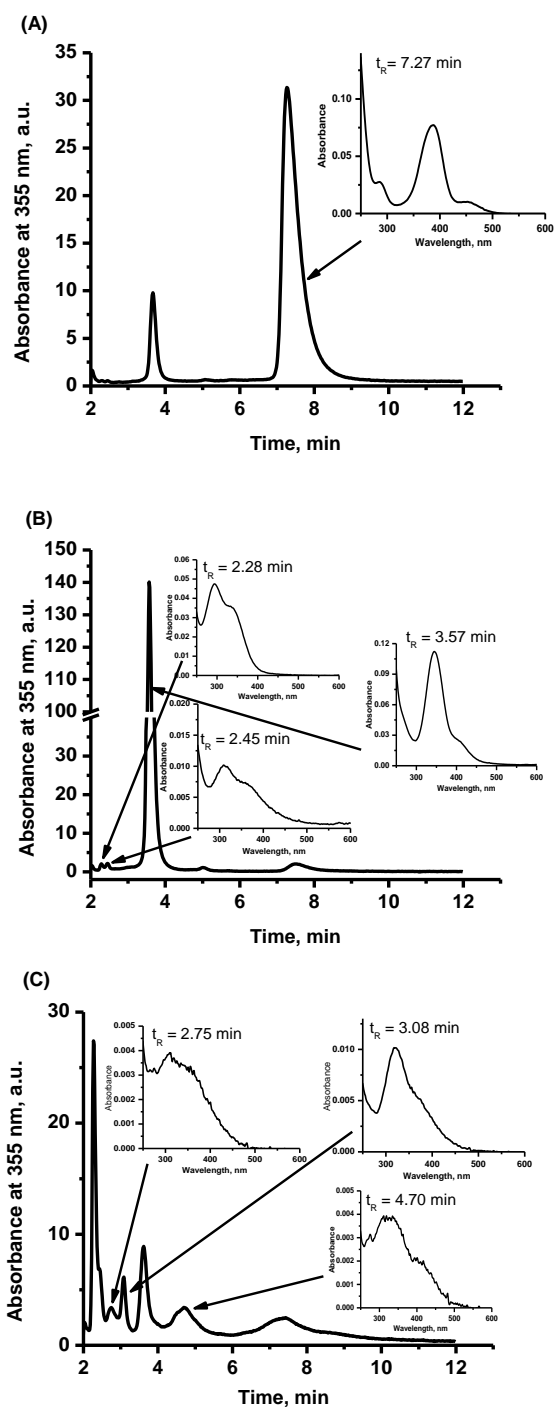 (A)
Absorbance at 355 nm, a.u.
35
30
25
20
15
10
5
0
2 4 6 8 10 12
Time, min
tR= 7.27 min
Absorbance
0.10
0.05
0.00
300 400 500 600
Wavelength, nm
(B)
Absorbance at 355 nm, a.u.
150
140
130
120
110
100
40
30
20
10
0
2 4 6 8 10 12
Time, min
tR = 2.28 min
Absorbance
0.06
0.05
0.04
0.03
0.02
0.01
0.00
300 400 500 600
Wavelength, nm
tR = 2.45 min
Absorbance
0.020
0.015
0.010
0.005
0.000
300 400 500 600
Wavelength, nm
tR = 3.57 min
Absorbance
0.12
0.09
0.06
0.03
0.00
300 400 500 600
Wavelength, nm
(C)
Absorbance at 355 nm, a.u.
30
20
10
0
2 4 6 8 10 12
Time, min
tR = 2.75 min
Absorbance
0.005
0.004
0.003
0.002
0.001
0.000
300 400 500 600
Wavelength, nm
tR = 3.08 min
Absorbance
0.010
0.005
0.000
300 400 500 600
Wavelength, nm
tR = 4.70 min
Absorbance
0.005
0.004
0.003
0.002
0.001
0.000
300 400 500 600
Wavelength, nm